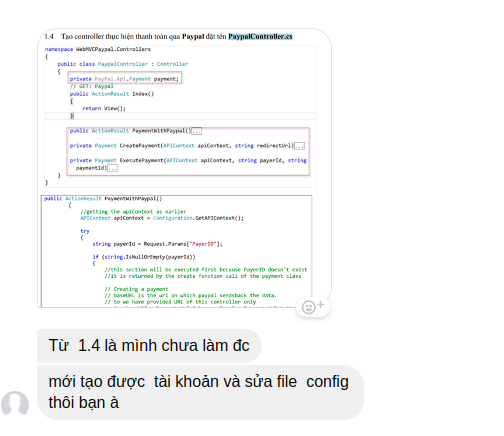 1.4 Tạo controller thực hiện thanh toán qua Paypal đặt tên PaypalController.cs
namespace WebMVCPaypal.Controllers
{
public class PaypalController : Controller
{
private PayPal.Api.Payment payment;
// GET: Paypal
public ActionResult Index()
{
return View();
}
public ActionResult PaymentWithPaypal()...
private Payment CreatePayment(APIContext apiContext, string redirectUrl)...
private Payment ExecutePayment(APIContext apiContext, string payerId, string
paymentId)...
}
}
public ActionResult PaymentWithPaypal()
{
//getting the apiContext as earlier
APIContext apiContext = Configuration.GetAPIContext();
try
{
string payerId = Request.Params["PayerID"];
if (string.IsNullOrEmpty(payerId))
{
//this section will be executed first because PayerID doesn't exist
//it is returned by the create function call of the payment class
// Creating a payment
// baseURL is the url on which paypal sendsback the data.
// So we have provided URL of this controller only
Từ 1.4 là mình chưa làm đc
mới tạo được tài khoản và sửa file config
thôi bạn à